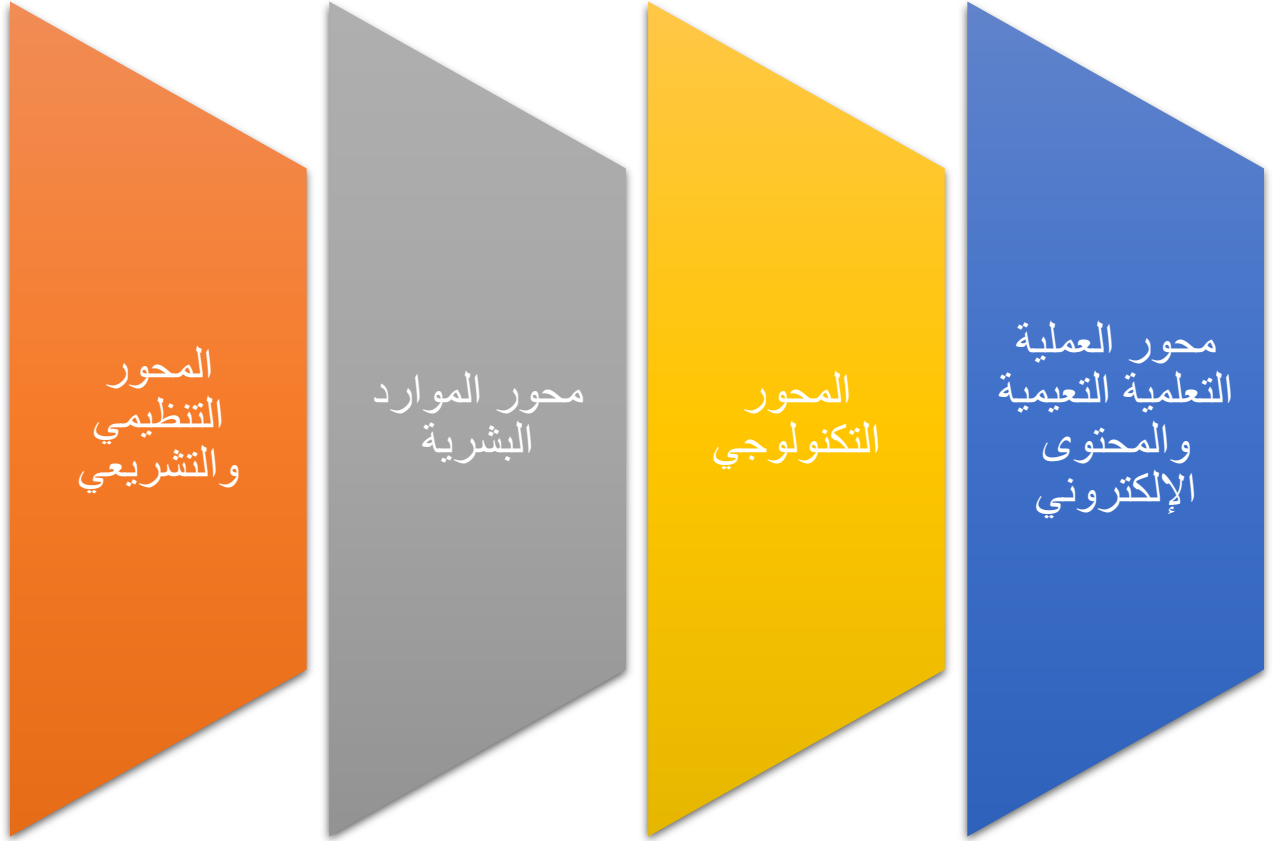 محور العملية
التعلمية التعيمية
والمحتوى
الإلكتروني
المحور
التكنولوجي
محور الموارد
البشرية
المحور
التنظيمي
والتشريعي